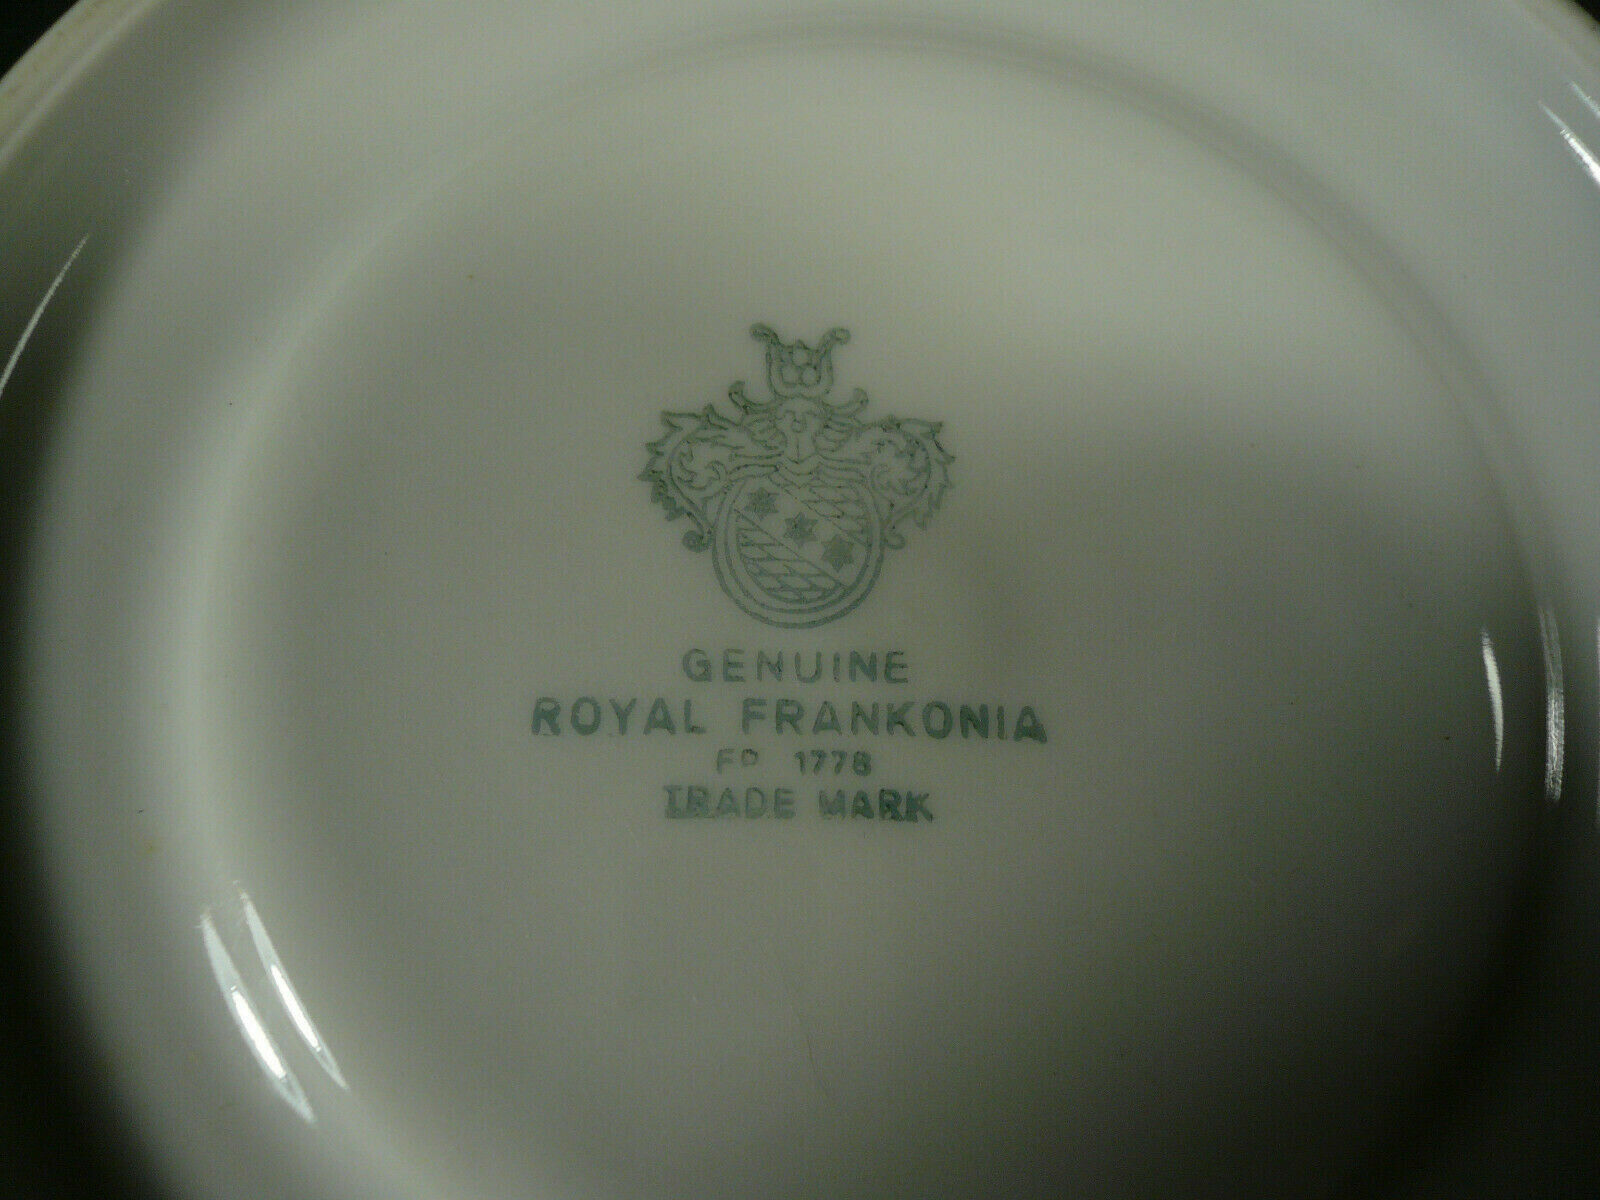 GENUINE
ROYAL FRANKONIA
FD 1778
TRADE MARK